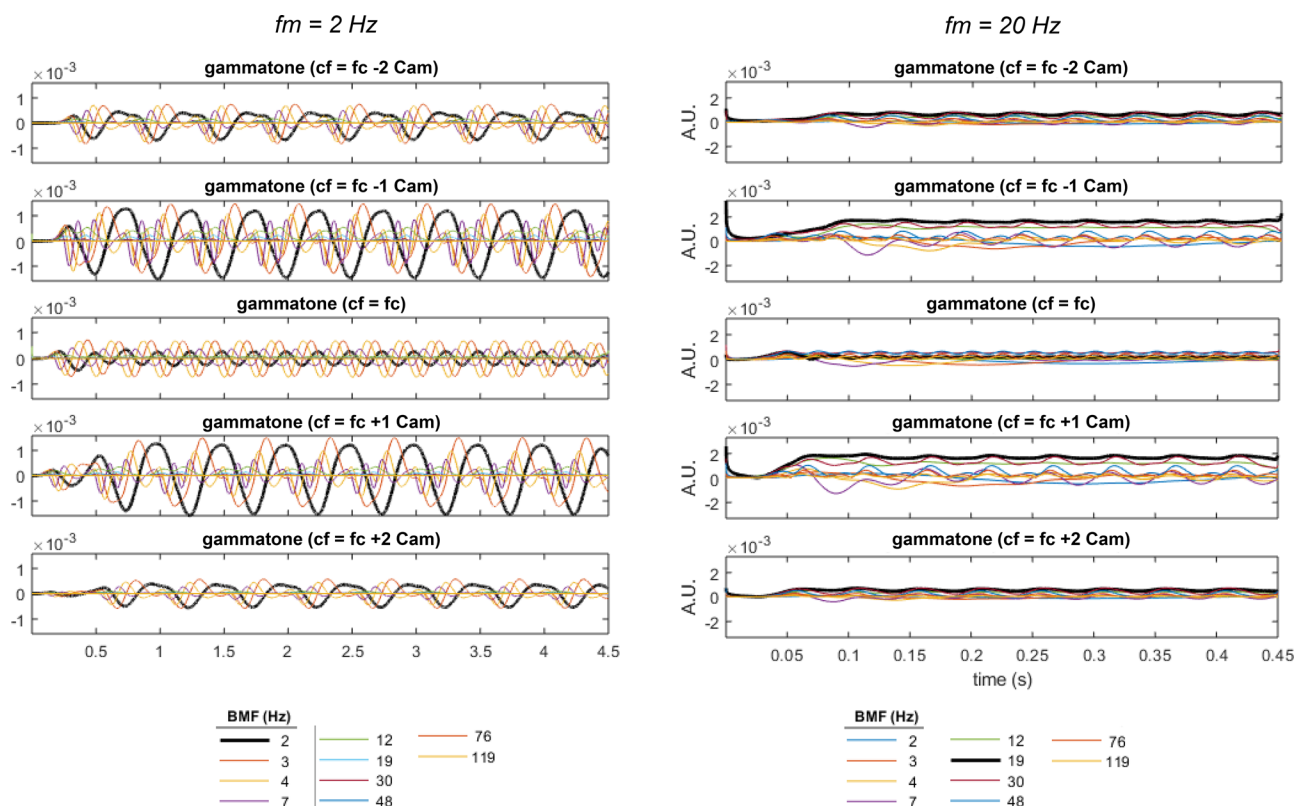 fm = 2 Hz
×10⁻³ gammatone (cf = fc -2 Cam)
1
0
-1
×10⁻³ gammatone (cf = fc -1 Cam)
1
0
-1
×10⁻³ gammatone (cf = fc)
1
0
-1
×10⁻³ gammatone (cf = fc +1 Cam)
1
0
-1
×10⁻³ gammatone (cf = fc +2 Cam)
1
0
-1
0.5 1 1.5 2 2.5 3 3.5 4 4.5
BMF (Hz)
2 12 76
3 19 119
4 30
7 48
fm = 20 Hz
×10⁻³ gammatone (cf = fc -2 Cam)
A.U.
2
0
-2
×10⁻³ gammatone (cf = fc -1 Cam)
A.U.
2
0
-2
×10⁻³ gammatone (cf = fc)
A.U.
2
0
-2
×10⁻³ gammatone (cf = fc +1 Cam)
A.U.
2
0
-2
×10⁻³ gammatone (cf = fc +2 Cam)
A.U.
2
0
-2
0.05 0.1 0.15 0.2 0.25 0.3 0.35 0.4 0.45
time (s)
BMF (Hz)
2 12 76
3 19 119
4 30
7 48